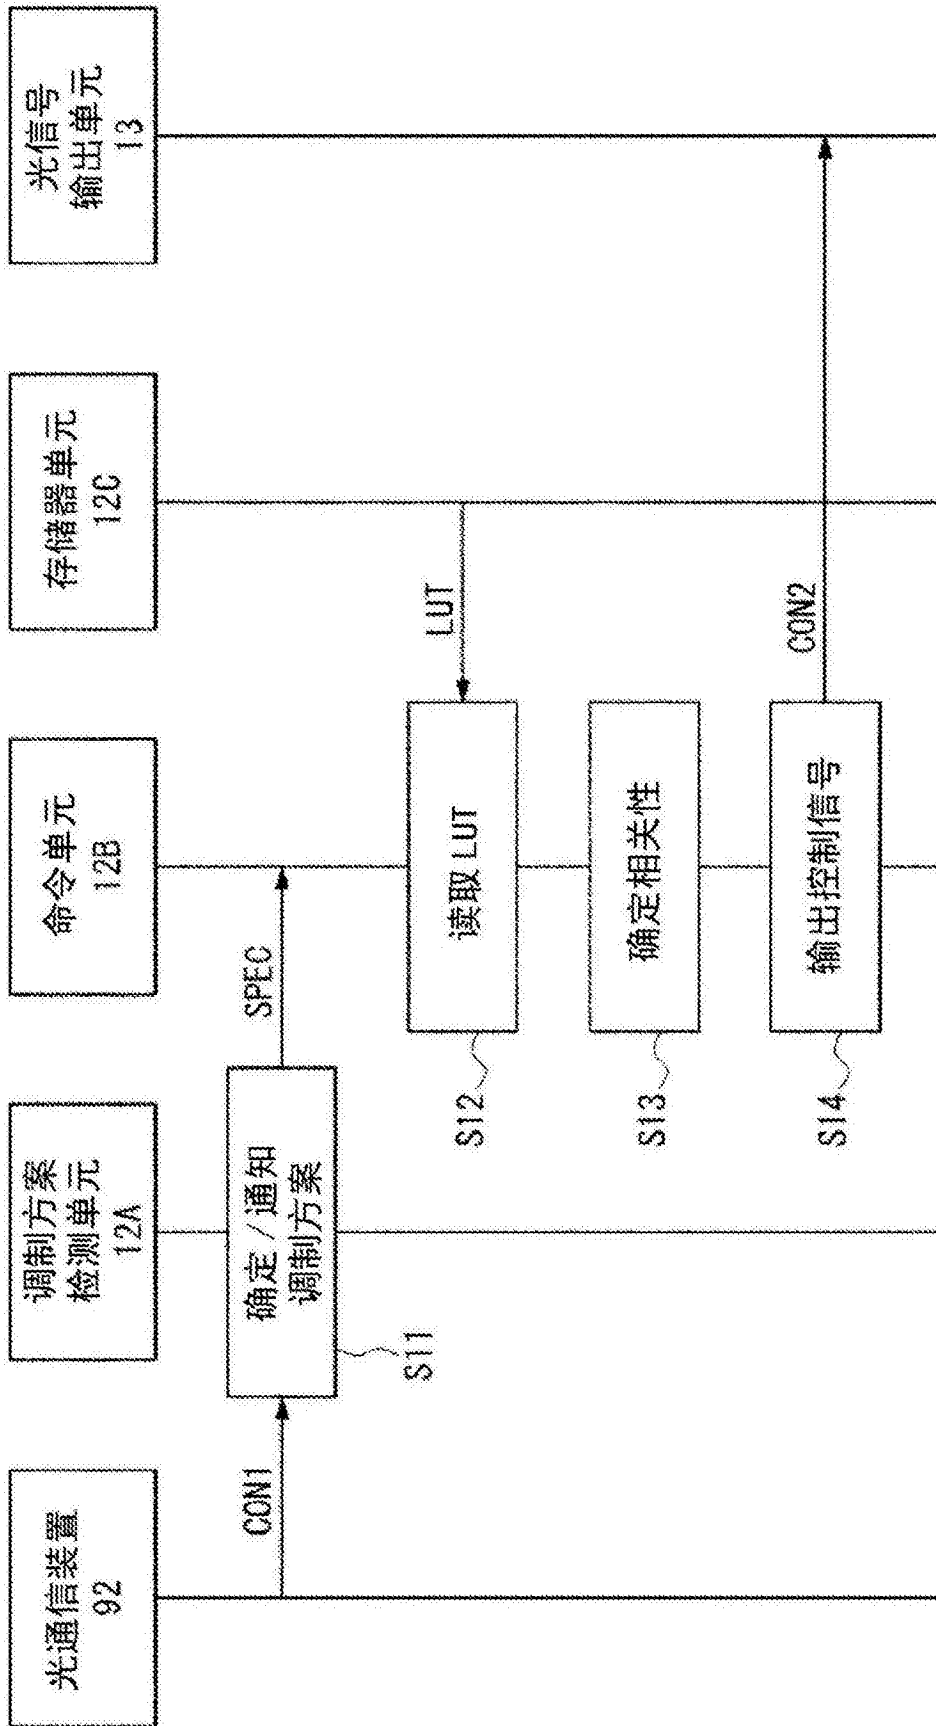 光通信装置
92
调制方案
检测单元
12A
命令单元
12B
存储器单元
12C
光信号
输出单元
13
CON1
确定/通知
调制方案
S11
SPEC
读取 LUT
S12
LUT
确定相关性
S13
输出控制信号
S14
CON2